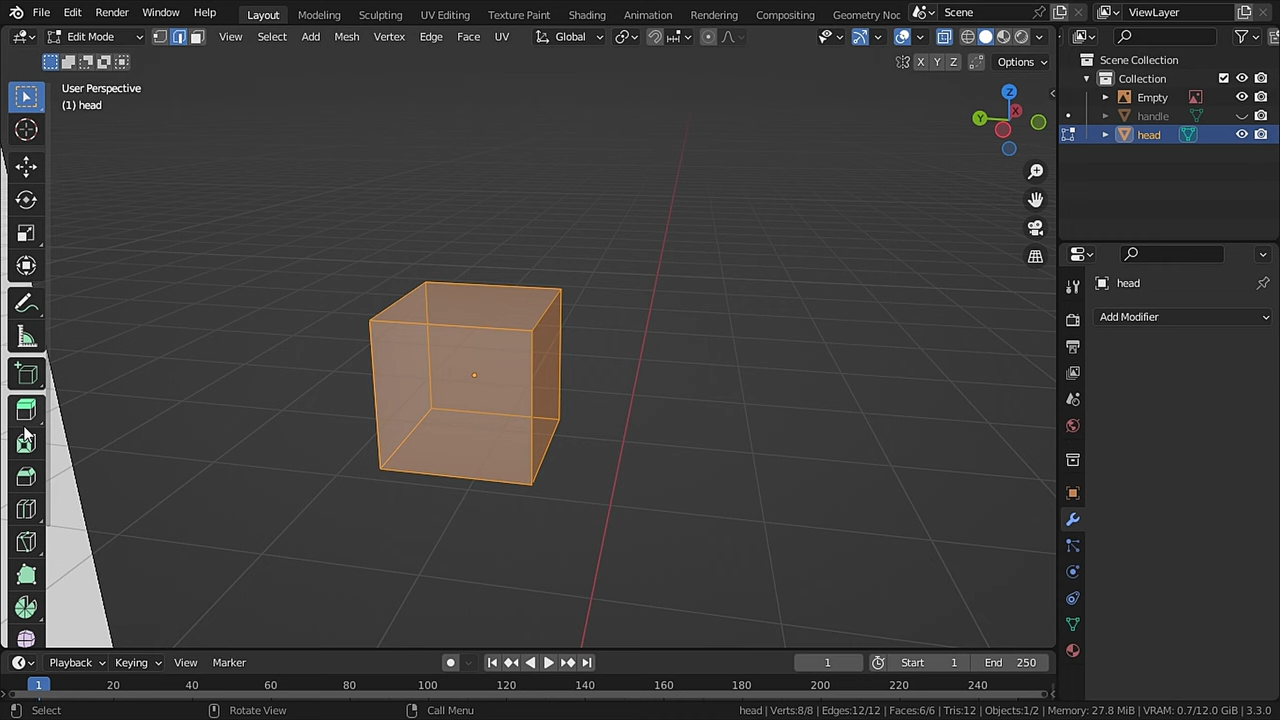 File Edit Render Window Help Layout Modeling Sculpting UV Editing Texture Paint Shading Animation Rendering Compositing Geometry Noc Scene ViewLayer
Edit Mode View Select Add Mesh Vertex Edge Face UV Global
X Y Z Options
Scene Collection
Collection
Empty
handle
head
User Perspective
(1) head
Z
Y
X
head
Add Modifier
Playback Keying View Marker 1 Start 1 End 250
1 20 40 60 80 100 120 140 160 180 200 220 240
Select Rotate View Call Menu head | Verts:8/8 | Edges:12/12 | Faces:6/6 | Tris:12 | Objects:1/2 | Memory: 27.8 MiB | VRAM: 0.7/12.0 GiB | 3.3.0